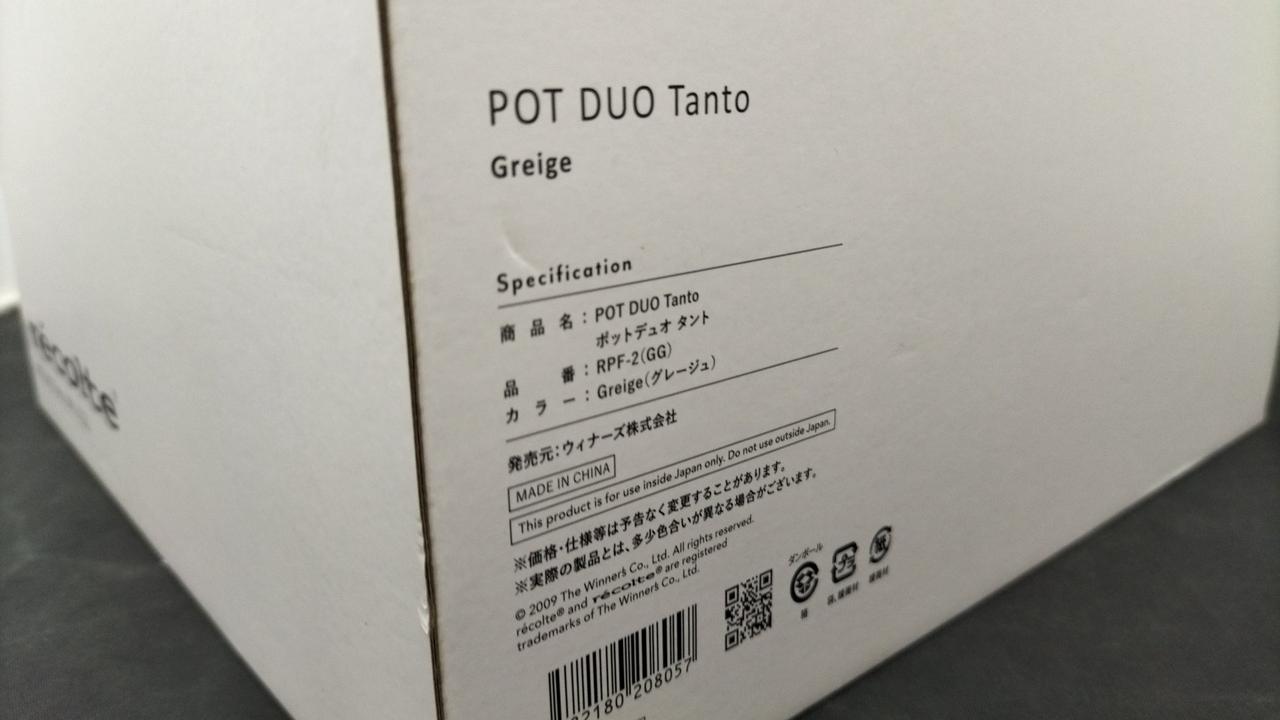 POT DUO Tanto
Greige
Specification
商品名：POT DUO Tanto
ポットデュオ タント
品番：RPF-2(GG)
カラー：Greige(グレージュ)
発売元：ウィナーズ株式会社
MADE IN CHINA
This product is for use inside Japan only. Do not use outside Japan.
※価格・仕様等は予告なく変更することがあります。
※実際の製品とは、多少色合いが異なる場合がございます。
© 2009 The Winner's Co., Ltd. All rights reserved.
récolte® and récolte® are registered
trademarks of The Winner's Co., Ltd.
ダンボール
箱
袋、緩衝材
緩衝材
紙
208057
récolte